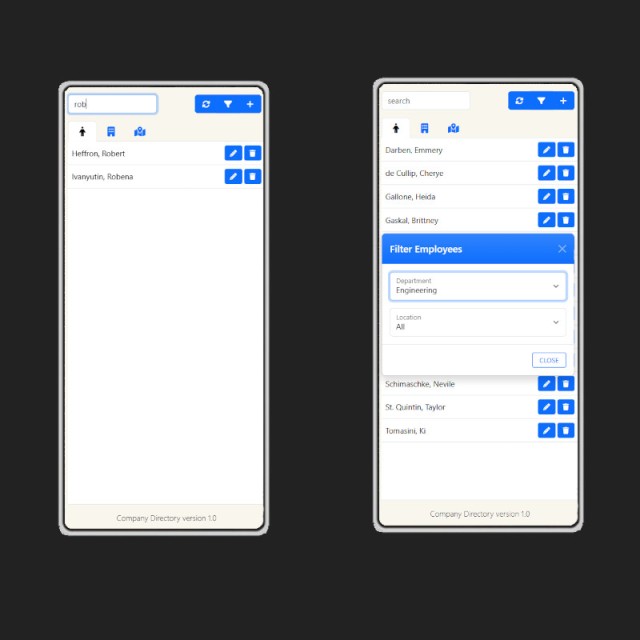 rob
Heffron, Robert
Ivanyutin, Robena
Company Directory version 1.0
search
Darben, Emmery
de Cullip, Cherye
Gallone, Heida
Gaskal, Brittney
Filter Employees
Department
Engineering
Location
All
CLOSE
Schimaschke, Nevile
St. Quintin, Taylor
Tomasini, Ki
Company Directory version 1.0